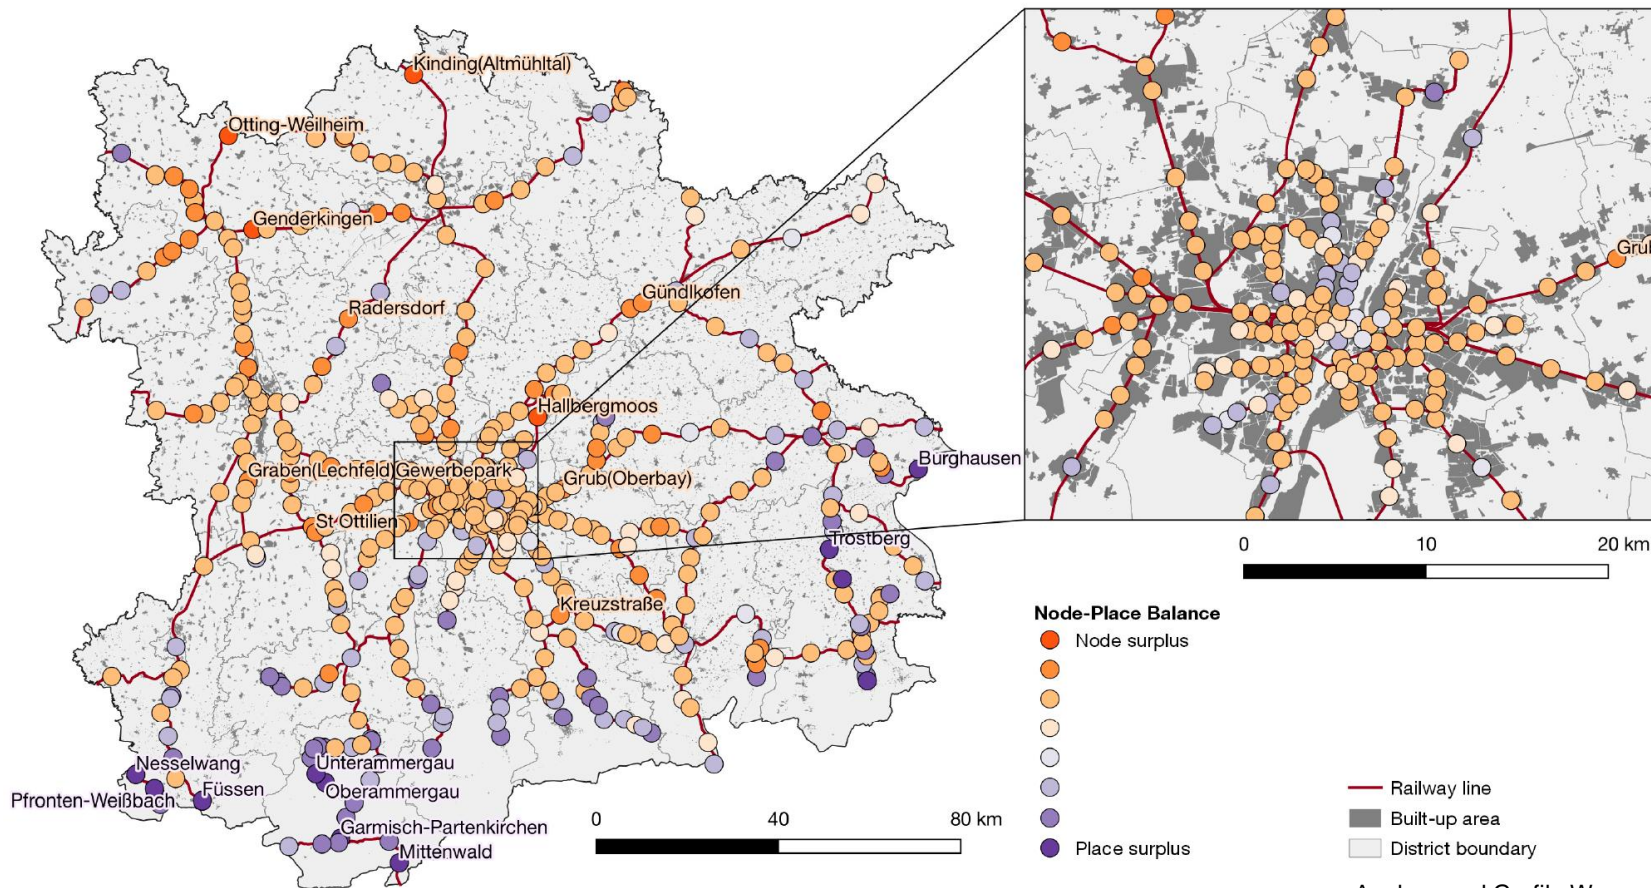 Kinding(Altmühltal)
Otting-Weilheim
Genderkingen
Radersdorf
Gündlkofen
Hallbergmoos
Graben(Lechfeld)Gewerbepark
Grub(Oberbay)
Burghausen
St Ottilien
Trostberg
Kreuzstraße
Nesselwang
Unterammergau
Pfronten-Weißbach
Füssen
Oberammergau
Garmisch-Partenkirchen
Mittenwald
0 40 80 km
Grub
0 10 20 km
Node-Place Balance
Node surplus
Place surplus
Railway line
Built-up area
District boundary